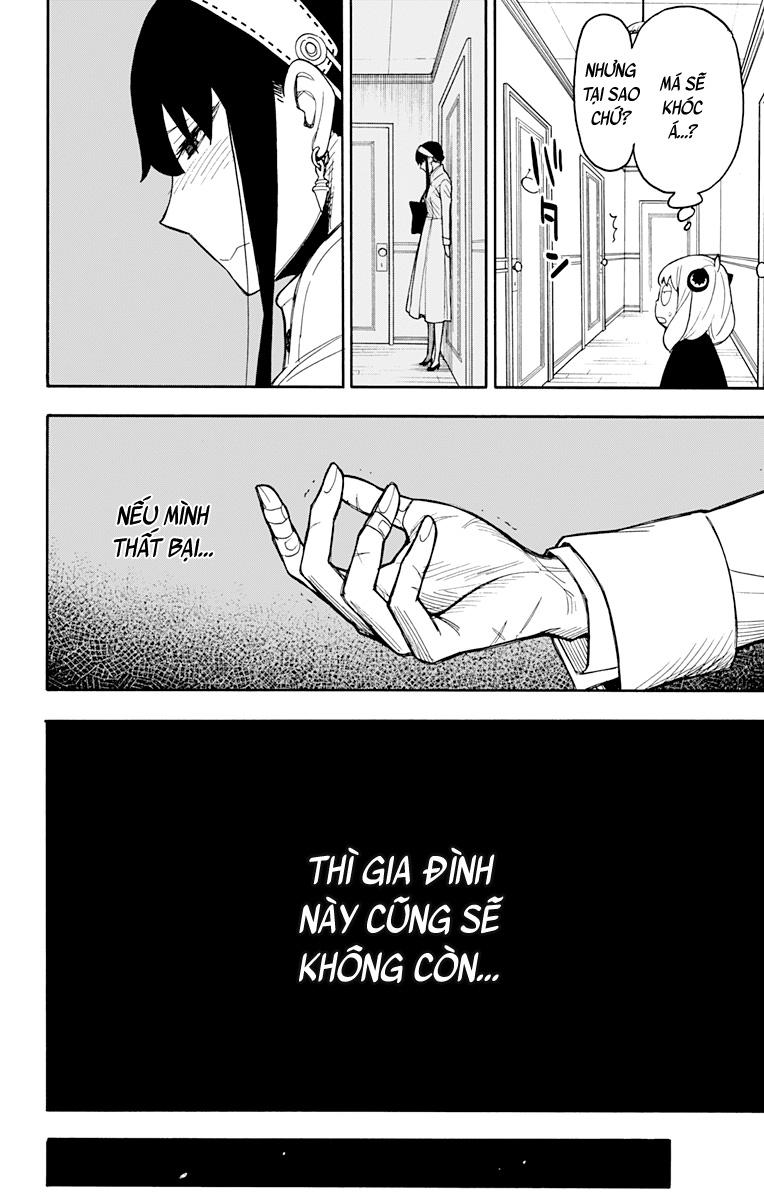 MÁ SẼ
KHÓC
Á...?
NHƯNG
TẠI SAO
CHỨ?
バタン
NẾU MÌNH
THẤT BẠI...
THÌ GIA ĐÌNH
NÀY CŨNG SẼ
KHÔNG CÒN...